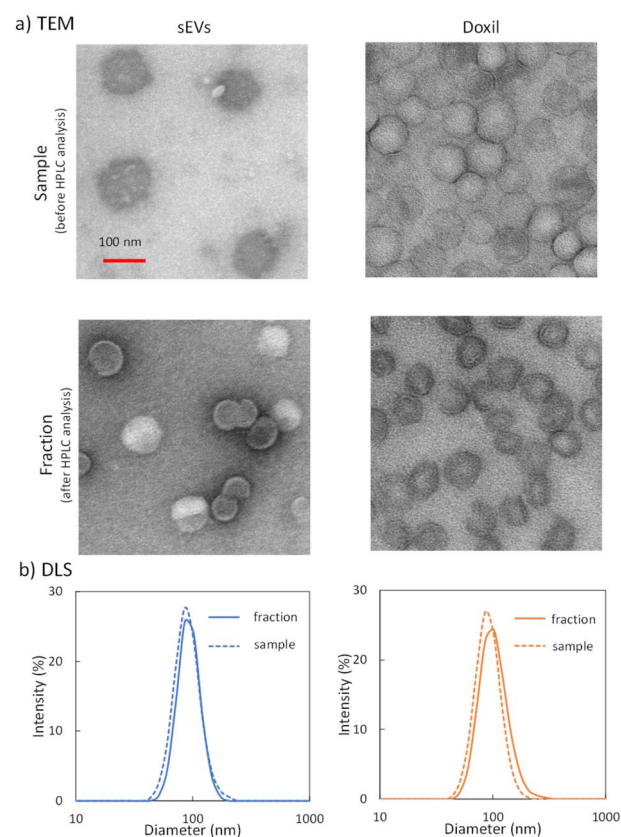 a) TEM
sEVs
Doxil
Sample
(before HPLC analysis)
100 nm
Fraction
(after HPLC analysis)
b) DLS
30
20
10
0
Intensity (%)
fraction
sample
10
100
1000
Diameter (nm)
30
20
10
0
Intensity (%)
fraction
sample
10
100
1000
Diameter (nm)